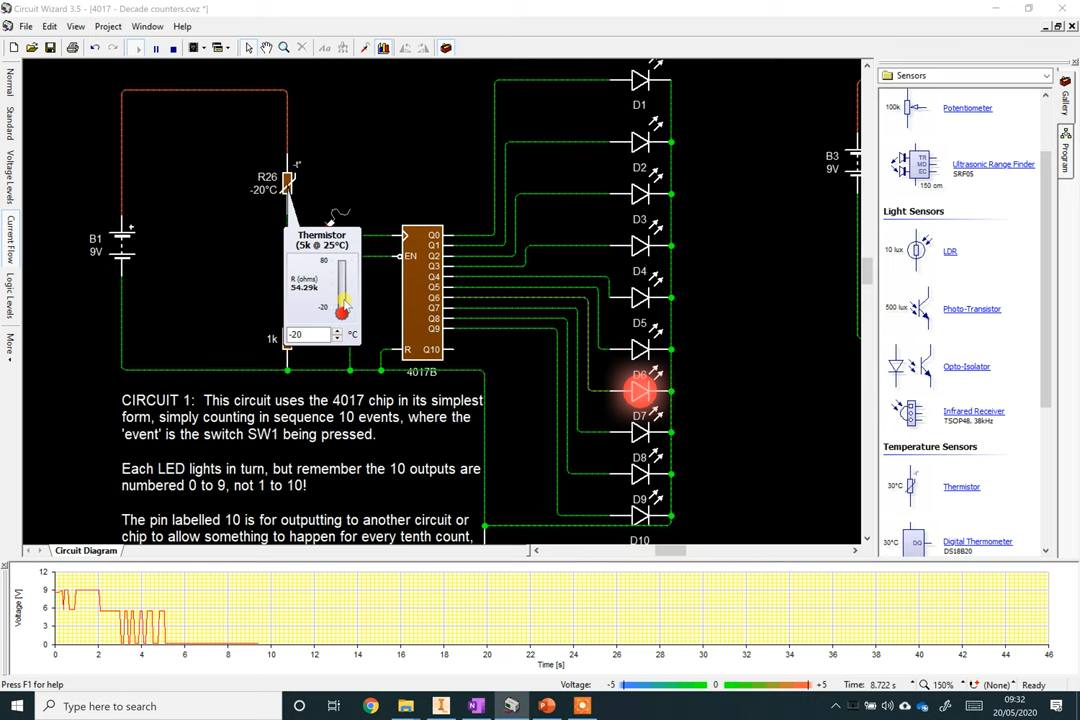 Circuit Wizard 3.5 - [4017 - Decade counters.cwz *]
File Edit View Project Window Help
Normal
Standard
Voltage Levels
Current Flow
Logic Levels
More
R26
-20°C
-t°
Thermistor
(5k @ 25°C)
80
R (ohms)
54.29k
-20
-20 °C
1k
B1
9V
EN
R
Q0
Q1
Q2
Q3
Q4
Q5
Q6
Q7
Q8
Q9
Q10
4017B
D1
D2
D3
D4
D5
D6
D7
D8
D9
D10
B3
9V
CIRCUIT 1: This circuit uses the 4017 chip in its simplest
form, simply counting in sequence 10 events, where the
'event' is the switch SW1 being pressed.
Each LED lights in turn, but remember the 10 outputs are
numbered 0 to 9, not 1 to 10!
The pin labelled 10 is for outputting to another circuit or
chip to allow something to happen for every tenth count,
Circuit Diagram
Sensors
100k Potentiometer
TR
MD
EC
150 cm
Ultrasonic Range Finder
SRF05
Light Sensors
10 lux LDR
500 lux Photo-Transistor
Opto-Isolator
Infrared Receiver
TSOP48, 38kHz
Temperature Sensors
30°C -t° Thermistor
30°C DQ Digital Thermometer
DS18B20
Gallery
Program
Voltage [V]
12
9
6
3
0
0 2 4 6 8 10 12 14 16 18 20 22 24 26 28 30 32 34 36 38 40 42 44 46
Time [s]
Press F1 for help
Voltage: -5 0 +5 Time: 8.722 s 150% (None) Ready
Type here to search
09:32
20/05/2020